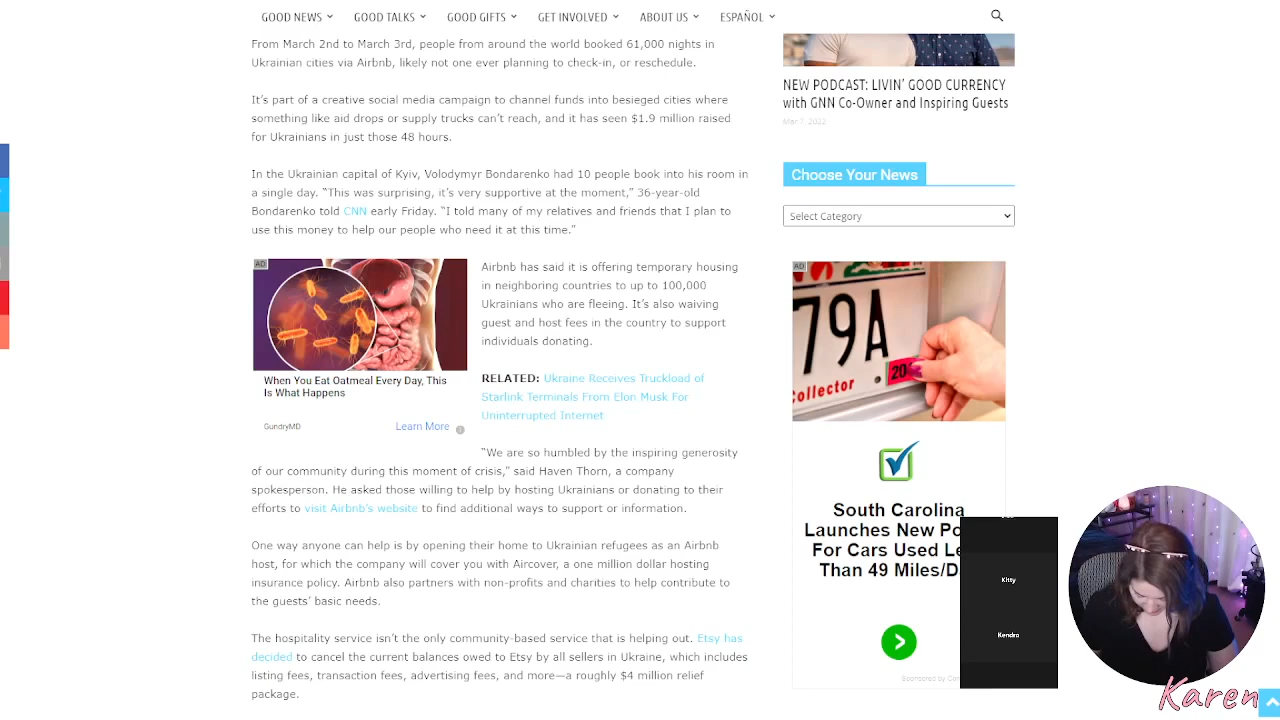 GOOD NEWS
GOOD TALKS
GOOD GIFTS
GET INVOLVED
ABOUT US
ESPAÑOL
From March 2nd to March 3rd, people from around the world booked 61,000 nights in
Ukrainian cities via Airbnb, likely not one ever planning to check-in, or reschedule.
It’s part of a creative social media campaign to channel funds into besieged cities where
something like aid drops or supply trucks can’t reach, and it has seen $1.9 million raised
for Ukrainians in just those 48 hours.
In the Ukrainian capital of Kyiv, Volodymyr Bondarenko had 10 people book into his room in
a single day. “This was surprising, it’s very supportive at the moment,” 36-year-old
Bondarenko told CNN early Friday. “I told many of my relatives and friends that I plan to
use this money to help our people who need it at this time.”
AD
When You Eat Oatmeal Every Day, This
Is What Happens
GundryMD
Learn More
Airbnb has said it is offering temporary housing
in neighboring countries to up to 100,000
Ukrainians who are fleeing. It’s also waiving
guest and host fees in the country to support
individuals donating.
RELATED: Ukraine Receives Truckload of
Starlink Terminals From Elon Musk For
Uninterrupted Internet
“We are so humbled by the inspiring generosity
of our community during this moment of crisis,” said Haven Thorn, a company
spokesperson. He asked those willing to help by hosting Ukrainians or donating to their
efforts to visit Airbnb’s website to find additional ways to support or information.
One way anyone can help is by opening their home to Ukrainian refugees as an Airbnb
host, for which the company will cover you with AirCover, a one million dollar hosting
insurance policy. Airbnb also partners with non-profits and charities to help contribute to
the guests’ basic needs.
The hospitality service isn’t the only community-based service that is helping out. Etsy has
decided to cancel the current balances owed to Etsy by all sellers in Ukraine, which includes
listing fees, transaction fees, advertising fees, and more—a roughly $4 million relief
package.
NEW PODCAST: LIVIN’ GOOD CURRENCY
with GNN Co-Owner and Inspiring Guests
Mar 7, 2022
Choose Your News
Select Category
AD
79A
20
Collector
South Carolina
Launches New Po
For Cars Used Le
Than 49 Miles/D
Sponsored by Com
Kitty
Kendro
Karen